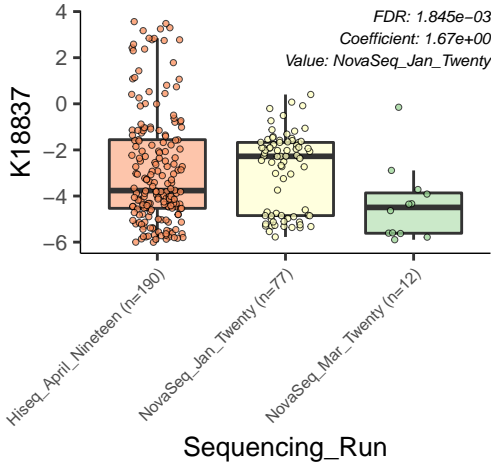 FDR: 1.845e−03
Coefficient: 1.67e+00
Value: NovaSeq_Jan_Twenty
K18837
4
2
0
−2
−4
−6
Hiseq_April_Nineteen (n=190)
NovaSeq_Jan_Twenty (n=77)
NovaSeq_Mar_Twenty (n=12)
Sequencing_Run